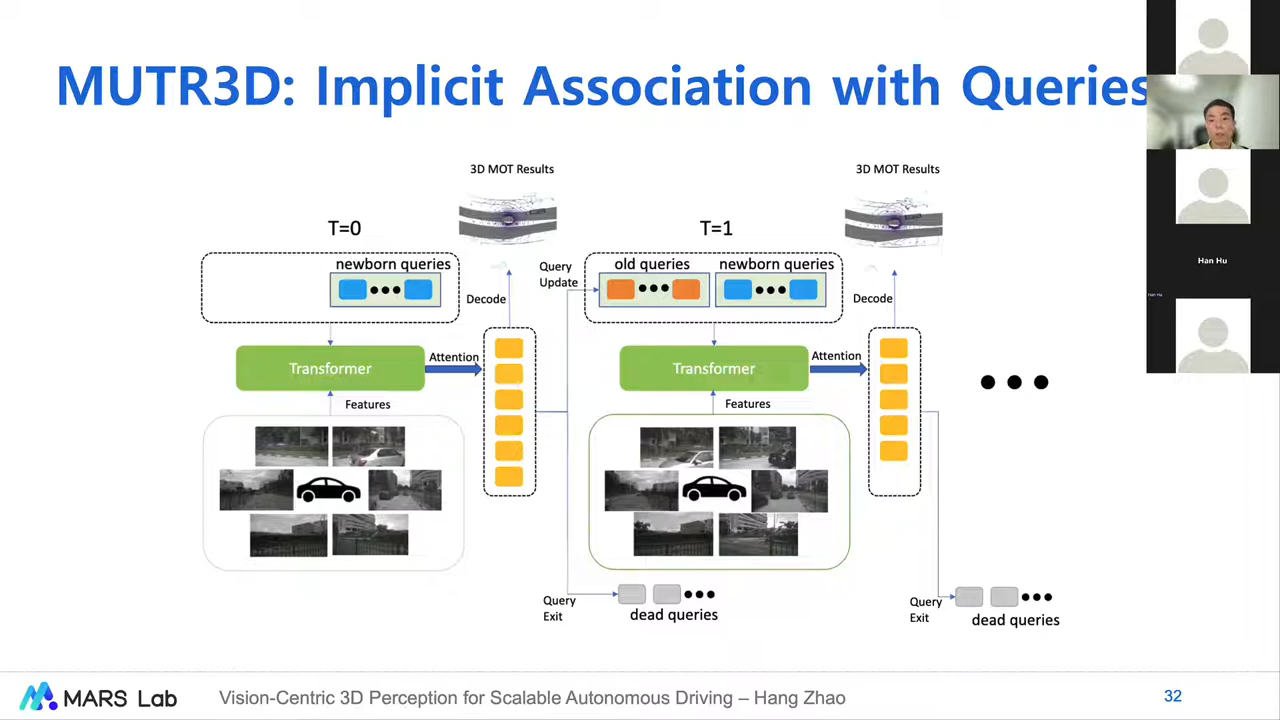 MUTR3D: Implicit Association with Queries
3D MOT Results
3D MOT Results
T=0
T=1
newborn queries
Query
Update
old queries
newborn queries
Decode
Decode
Transformer
Attention
Transformer
Attention
Features
Features
Query
Exit
dead queries
Query
Exit
dead queries
Han Hu
Han Hu
MARS Lab
Vision-Centric 3D Perception for Scalable Autonomous Driving – Hang Zhao
32